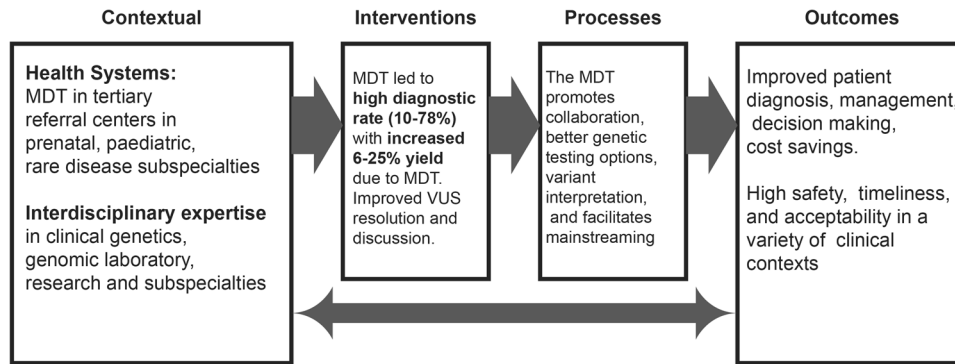 Contextual
Interventions
Processes
Outcomes
Health Systems:
MDT in tertiary
referral centers in
prenatal, paediatric,
rare disease subspecialties
Interdisciplinary expertise
in clinical genetics,
genomic laboratory,
research and subspecialties
MDT led to
high diagnostic
rate (10-78%)
with increased
6-25% yield
due to MDT.
Improved VUS
resolution and
discussion.
The MDT
promotes
collaboration,
better genetic
testing options,
variant
interpretation,
and facilitates
mainstreaming
Improved patient
diagnosis, management,
decision making,
cost savings.
High safety, timeliness,
and acceptability in a
variety of clinical
contexts